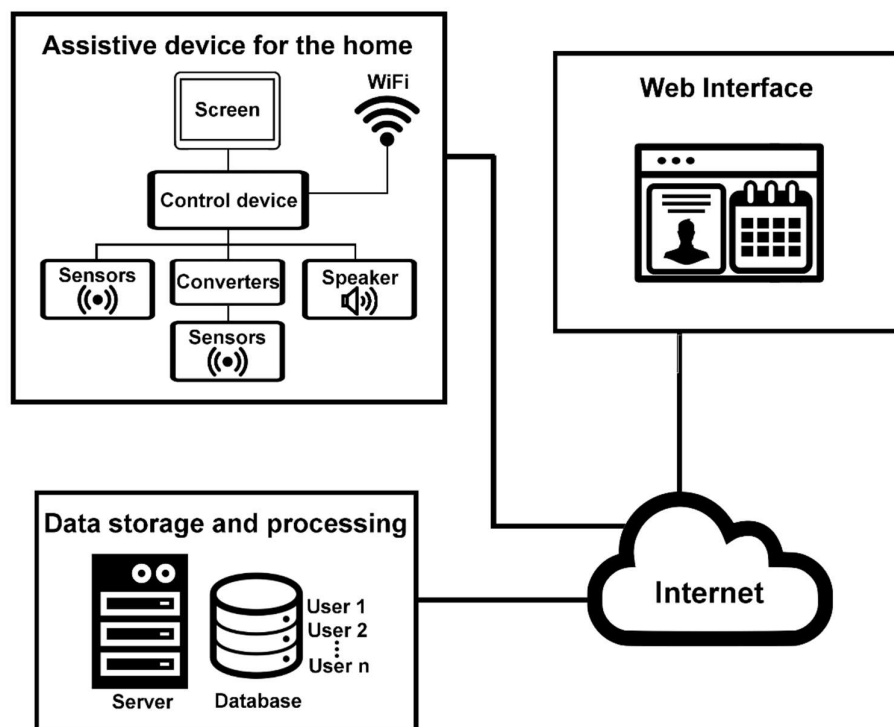 Assistive device for the home
WiFi
Screen
Control device
Sensors
Converters
Speaker
Sensors
Web Interface
Data storage and processing
User 1
User 2
User n
Server
Database
Internet